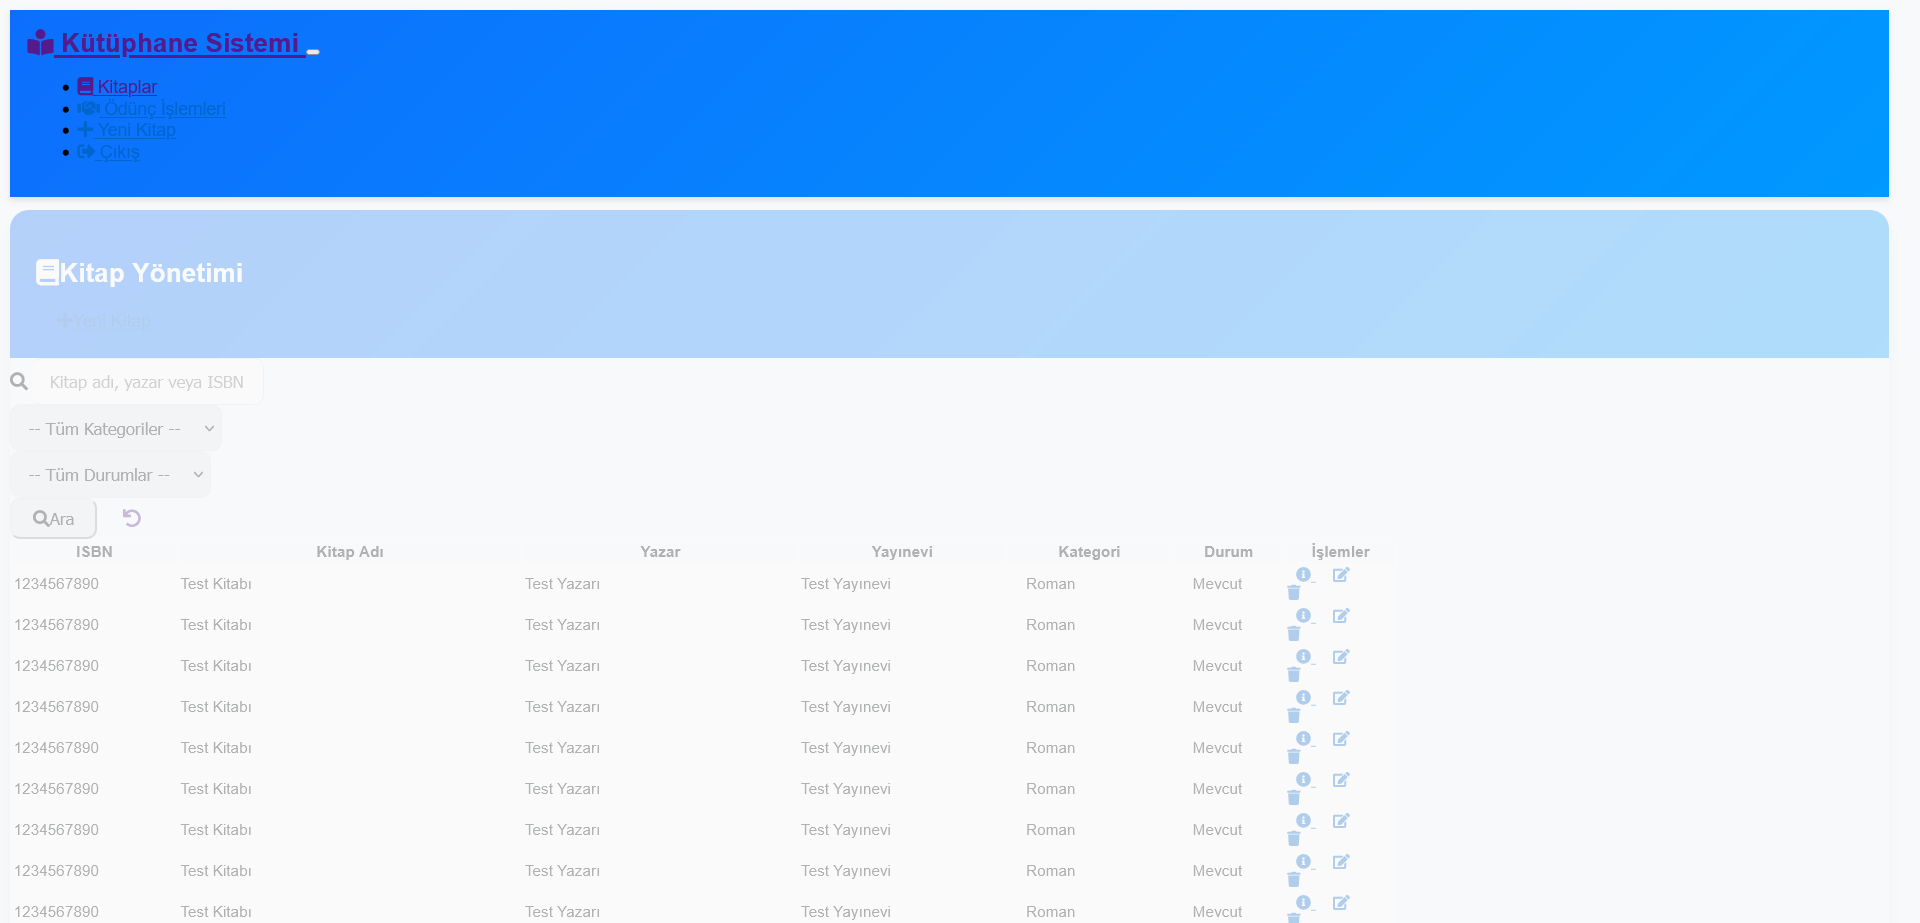 Kütüphane Sistemi
Kitaplar
Ödünç İşlemleri
Yeni Kitap
Çıkış
Kitap Yönetimi
Yeni Kitap
Kitap adı, yazar veya ISBN
-- Tüm Kategoriler --
-- Tüm Durumlar --
Ara
ISBN Kitap Adı Yazar Yayınevi Kategori Durum İşlemler
1234567890 Test Kitabı Test Yazarı Test Yayınevi Roman Mevcut
1234567890 Test Kitabı Test Yazarı Test Yayınevi Roman Mevcut
1234567890 Test Kitabı Test Yazarı Test Yayınevi Roman Mevcut
1234567890 Test Kitabı Test Yazarı Test Yayınevi Roman Mevcut
1234567890 Test Kitabı Test Yazarı Test Yayınevi Roman Mevcut
1234567890 Test Kitabı Test Yazarı Test Yayınevi Roman Mevcut
1234567890 Test Kitabı Test Yazarı Test Yayınevi Roman Mevcut
1234567890 Test Kitabı Test Yazarı Test Yayınevi Roman Mevcut
1234567890 Test Kitabı Test Yazarı Test Yayınevi Roman Mevcut